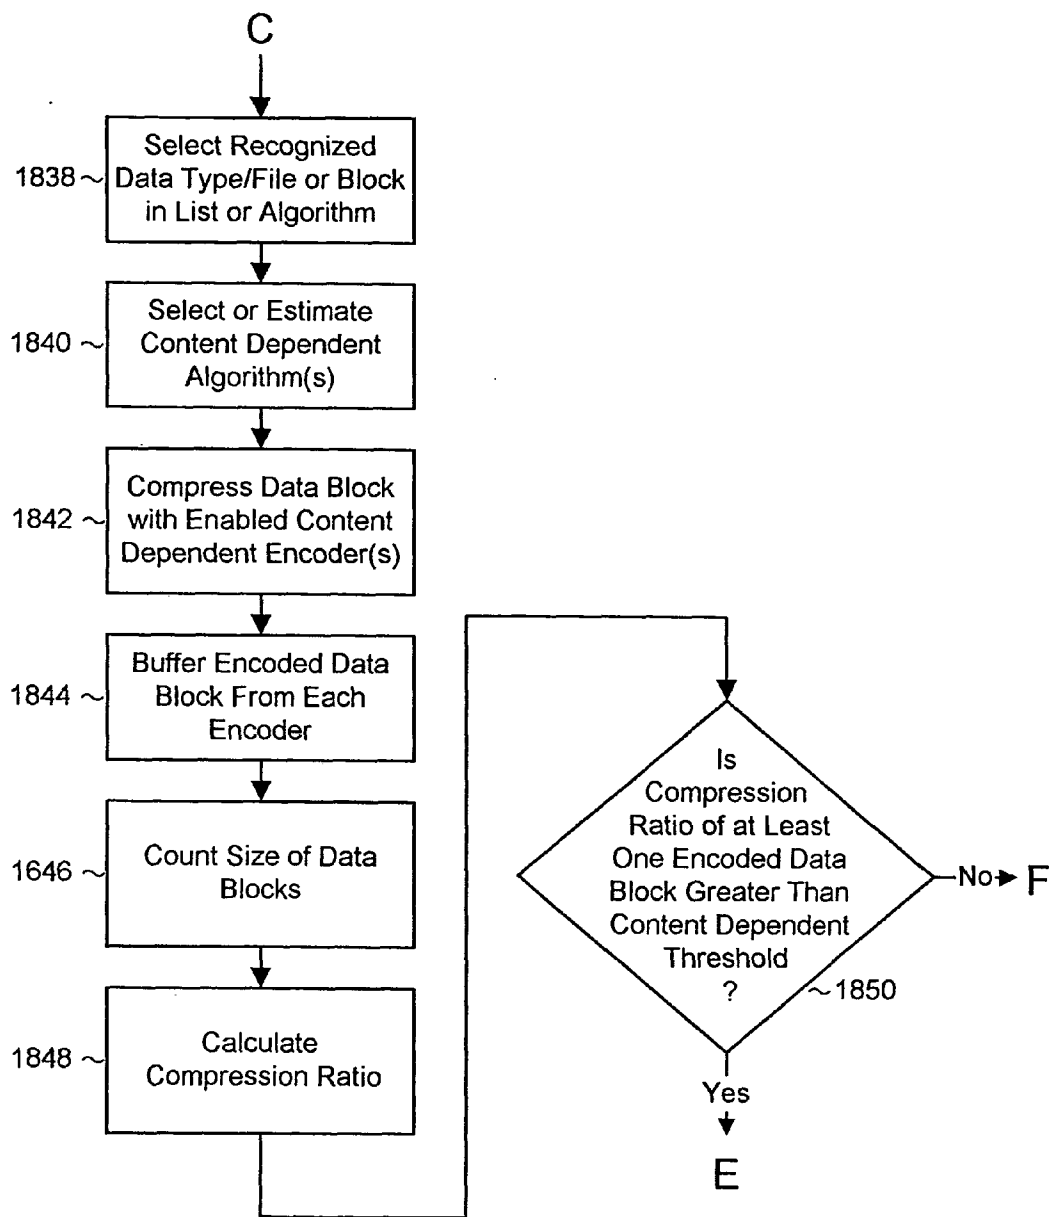 C
1838 ~
Select Recognized
Data Type/File or Block
in List or Algorithm
1840 ~
Select or Estimate
Content Dependent
Algorithm(s)
1842 ~
Compress Data Block
with Enabled Content
Dependent Encoder(s)
1844 ~
Buffer Encoded Data
Block From Each
Encoder
1646 ~
Count Size of Data
Blocks
1848 ~
Calculate
Compression Ratio
Is
Compression
Ratio of at Least
One Encoded Data
Block Greater Than
Content Dependent
Threshold
?
~1850
No
F
Yes
E